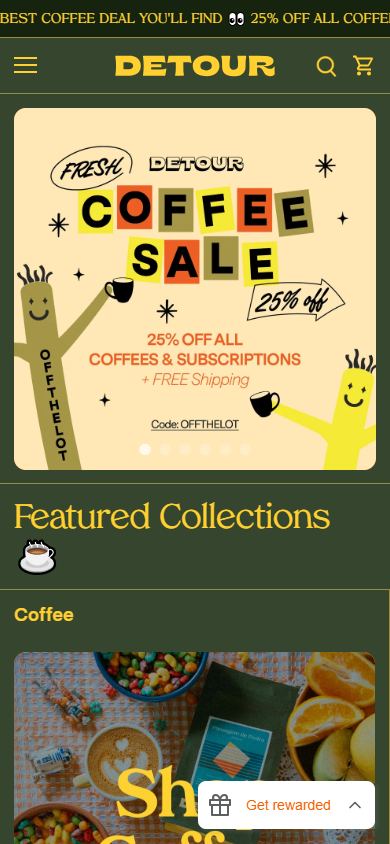 BEST COFFEE DEAL YOU'LL FIND 👀 25% OFF ALL COFFE
DETOUR
FRESH
DETOUR
COFFEE
SALE
25% off
25% OFF ALL
COFFEES & SUBSCRIPTIONS
+ FREE Shipping
Code: OFFTHELOT
OFFTHELOT
Featured Collections
Coffee
Get rewarded